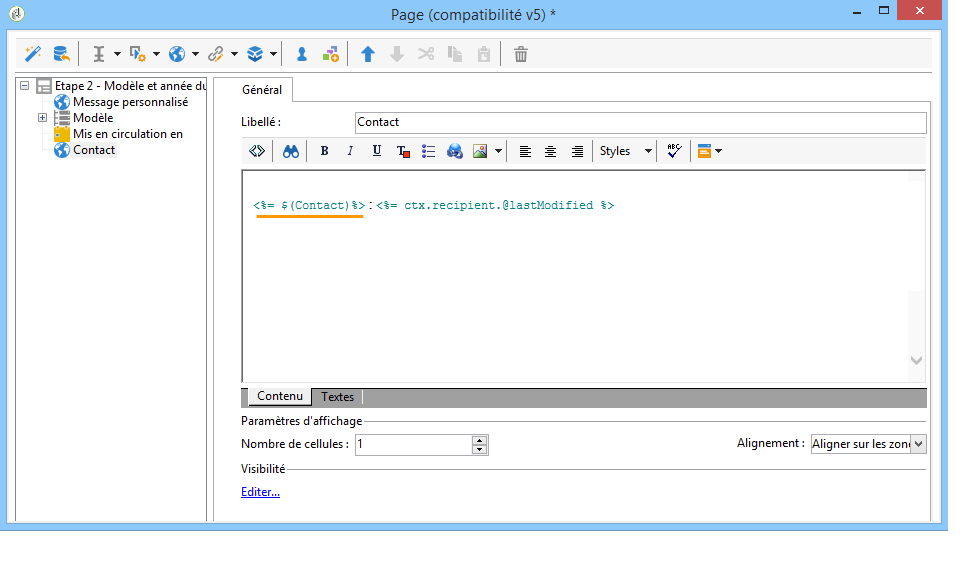 Page (compatibilité v5) *
Etape 2 - Modèle et année du
Message personnalisé
Modèle
Mis en circulation en
Contact
Général
Libellé :
Contact
B I U T Styles ABC
<%= $(Contact)%> : <%= ctx.recipient.@lastModified %>
Contenu Textes
Paramètres d'affichage
Nombre de cellules : 1 Alignement : Aligner sur les zon
Visibilité
Editer...